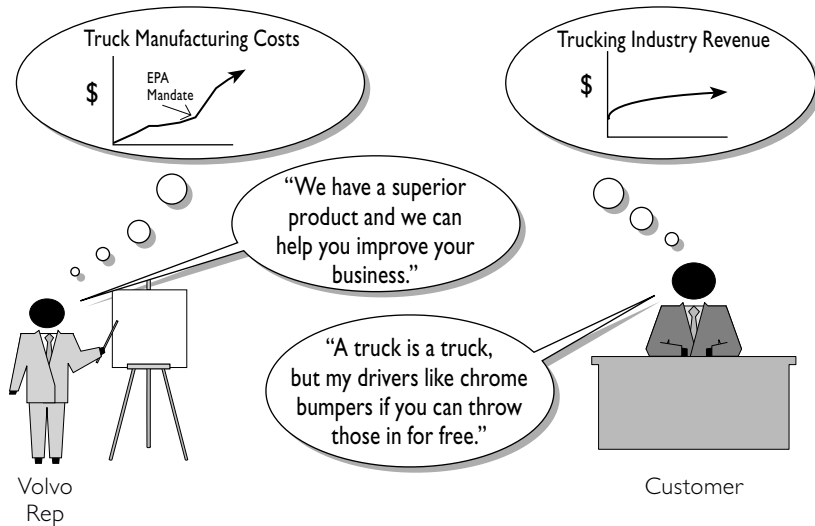 Truck Manufacturing Costs
$
EPA
Mandate
Trucking Industry Revenue
$
“We have a superior
product and we can
help you improve your
business.”
“A truck is a truck,
but my drivers like chrome
bumpers if you can throw
those in for free.”
Volvo
Rep
Customer